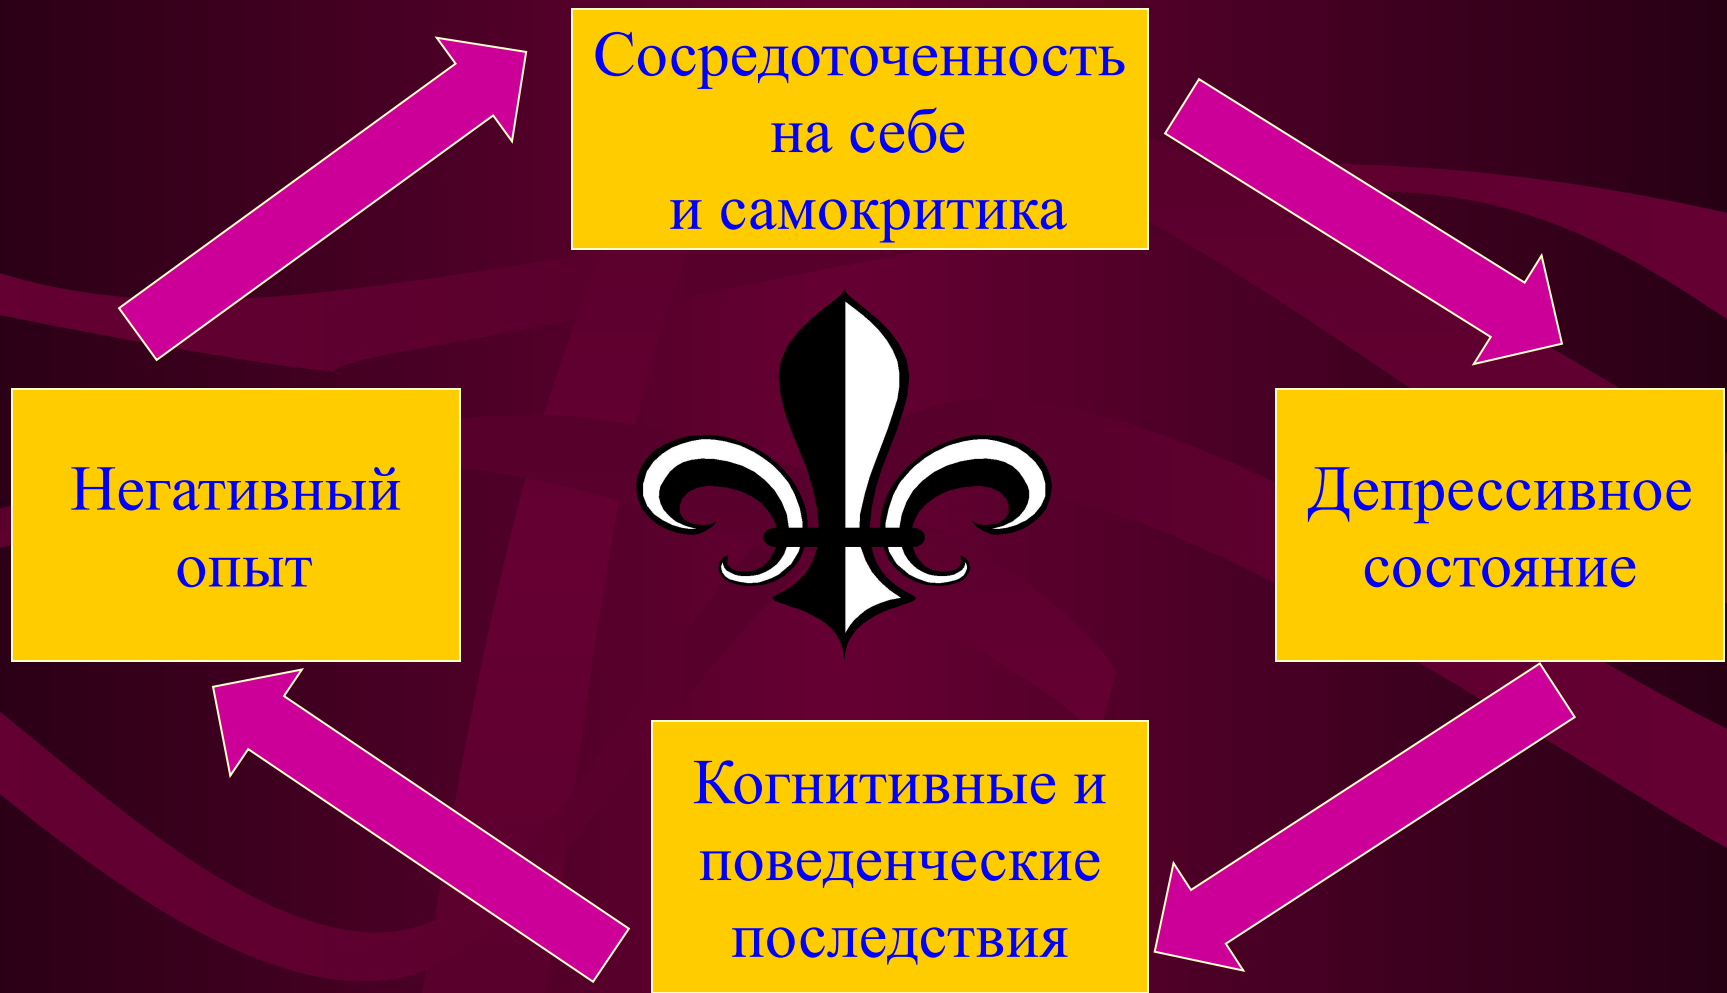 Сосредоточенность
на себе
и самокритика
Негативный
опыт
Депрессивное
состояние
Когнитивные и
поведенческие
последствия